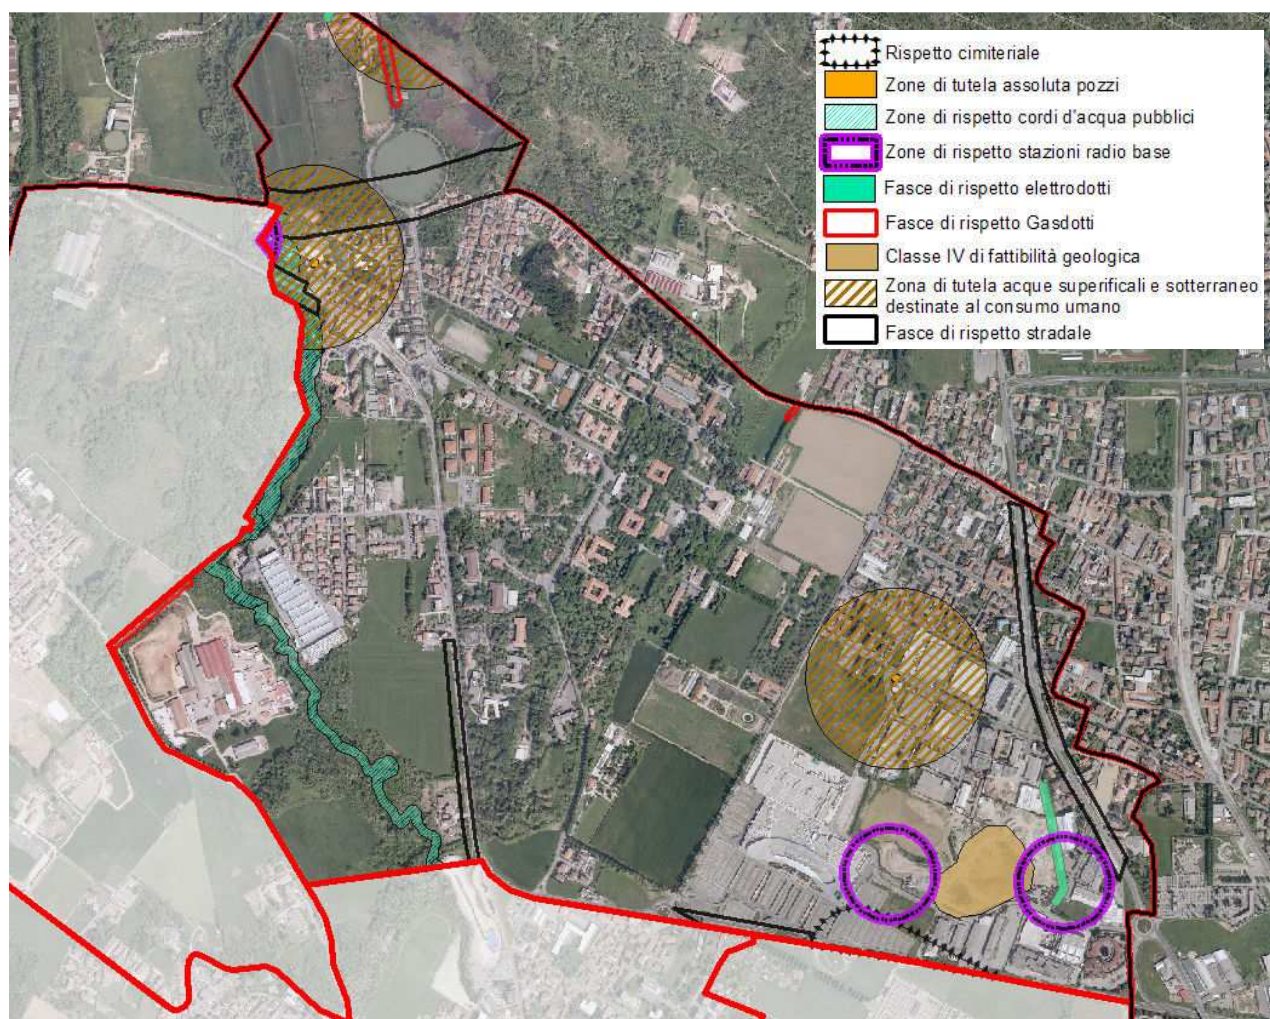 Rispetto cimiteriale
Zone di tutela assoluta pozzi
Zone di rispetto cordi d'acqua pubblici
Zone di rispetto stazioni radio base
Fasce di rispetto elettrodotti
Fasce di rispetto Gasdotti
Classe IV di fattibilità geologica
Zona di tutela acque superificali e sotterraneo
destinate al consumo umano
Fasce di rispetto stradale